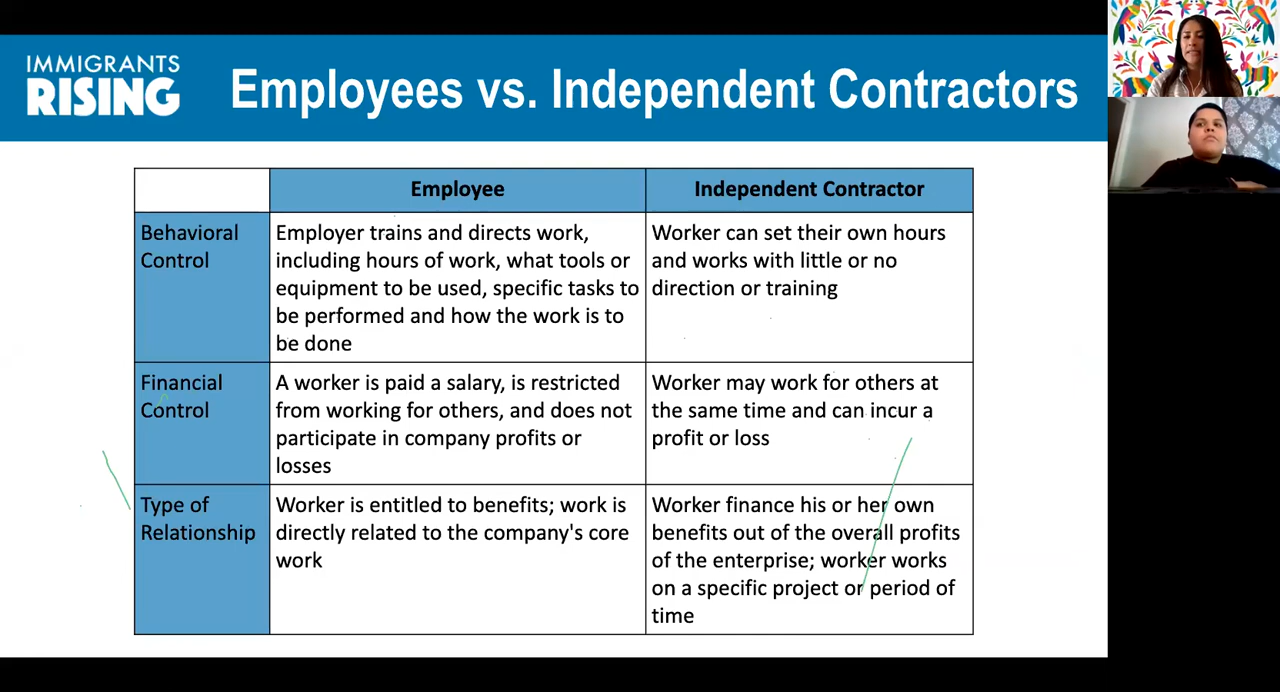 IMMIGRANTS
RISING
Employees vs. Independent Contractors
Employee
Independent Contractor
Behavioral
Control
Employer trains and directs work,
including hours of work, what tools or
equipment to be used, specific tasks to
be performed and how the work is to
be done
Worker can set their own hours
and works with little or no
direction or training
Financial
Control
A worker is paid a salary, is restricted
from working for others, and does not
participate in company profits or
losses
Worker may work for others at
the same time and can incur a
profit or loss
Type of
Relationship
Worker is entitled to benefits; work is
directly related to the company's core
work
Worker finance his or her own
benefits out of the overall profits
of the enterprise; worker works
on a specific project or period of
time